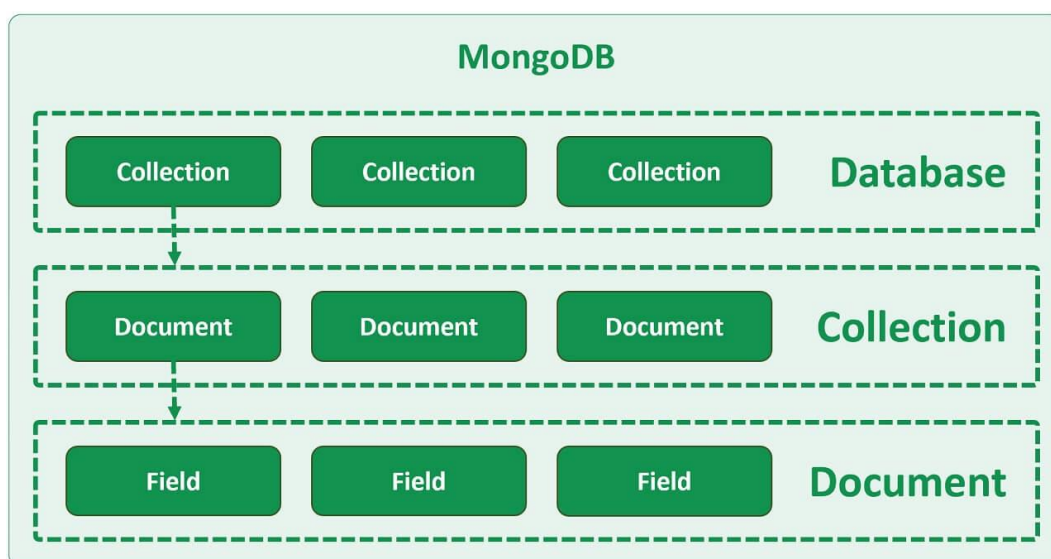 MongoDB
Collection Collection Collection Database
Document Document Document Collection
Field Field Field Document